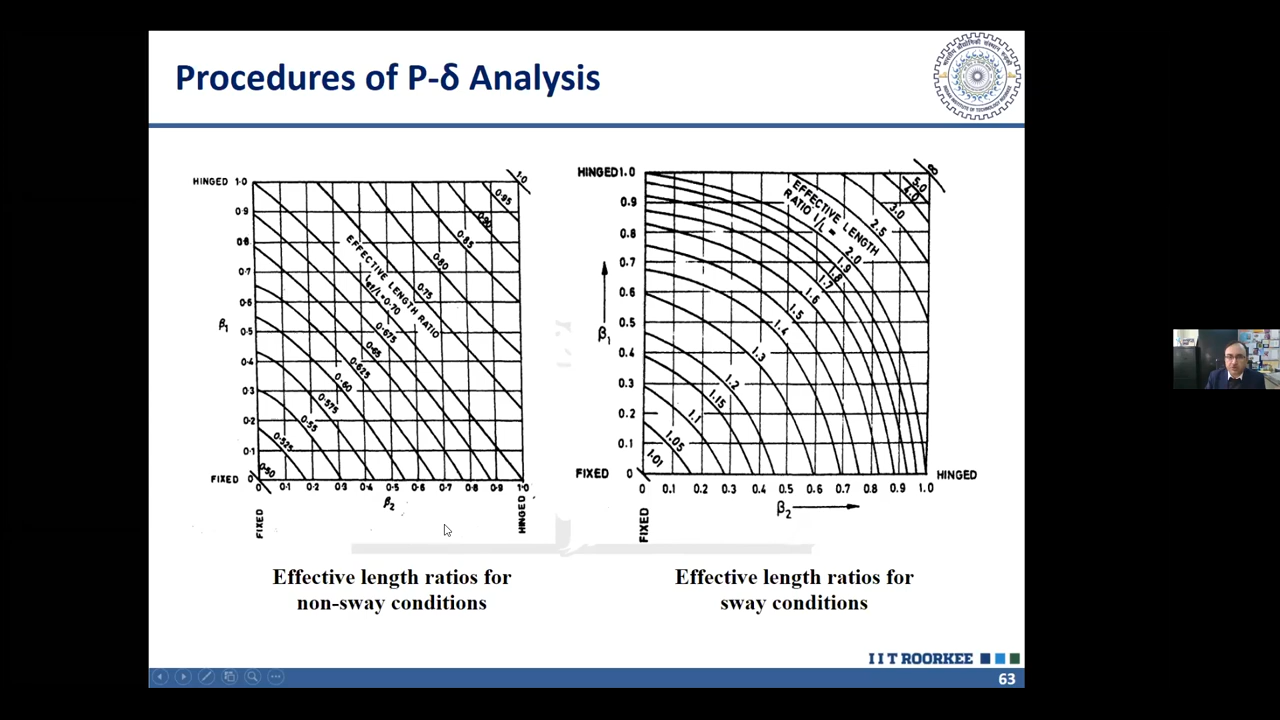 Procedures of P-δ Analysis
HINGED 1.0
0.9
0.8
0.7
0.6
β₁ 0.5
0.4
0.3
0.2
0.1
FIXED 0
0 0.1 0.2 0.3 0.4 0.5 0.6 0.7 0.8 0.9 1.0
β₂
FIXED
HINGED
1.0
0.95
0.90
0.85
0.80
0.75
EFFECTIVE LENGTH RATIO
lef/L=0.70
0.675
0.65
0.625
0.60
0.575
0.55
0.525
0.50
HINGED 1.0
0.9
0.8
0.7
0.6
0.5
β₁
0.4
0.3
0.2
0.1
FIXED 0
0 0.1 0.2 0.3 0.4 0.5 0.6 0.7 0.8 0.9 1.0
HINGED
β₂
FIXED
∞
5.0
4.0
3.0
2.5
EFFECTIVE LENGTH
RATIO l/L =
2.0
1.9
1.8
1.7
1.6
1.5
1.4
1.3
1.2
1.15
1.1
1.05
1.01
Effective length ratios for
non-sway conditions
Effective length ratios for
sway conditions
I I T ROORKEE
63